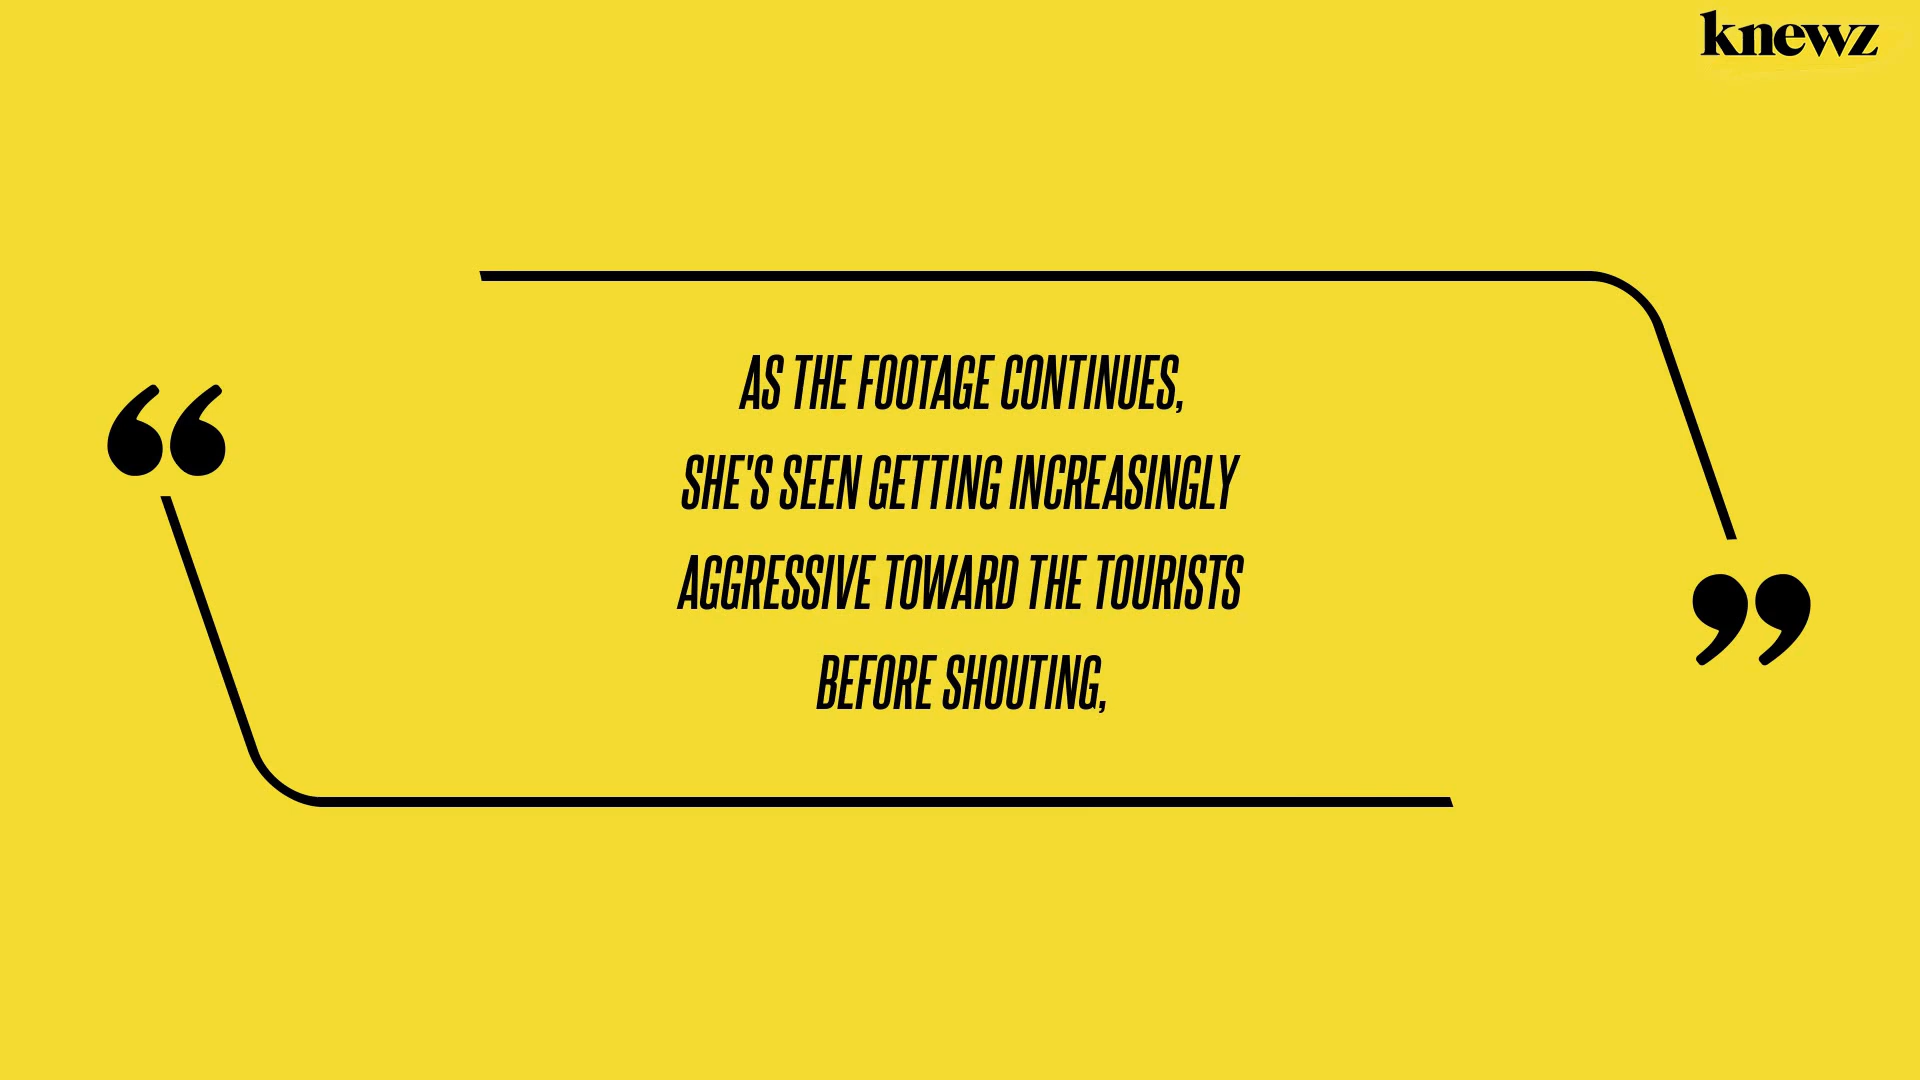 knewz
AS THE FOOTAGE CONTINUES,
SHE'S SEEN GETTING INCREASINGLY
AGGRESSIVE TOWARD THE TOURISTS
BEFORE SHOUTING,